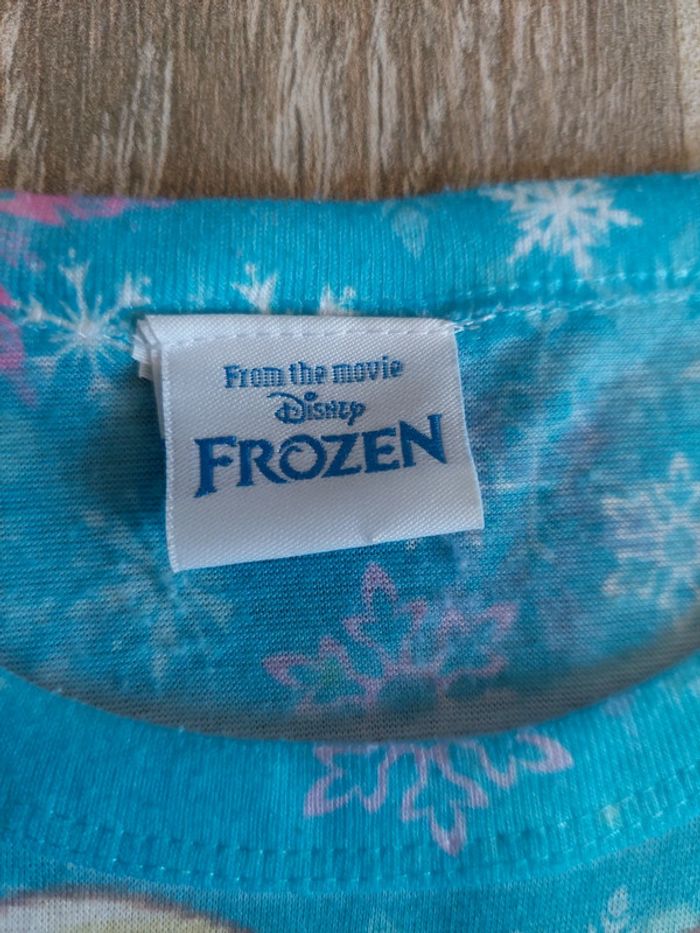 From the movie
Disney
FROZEN